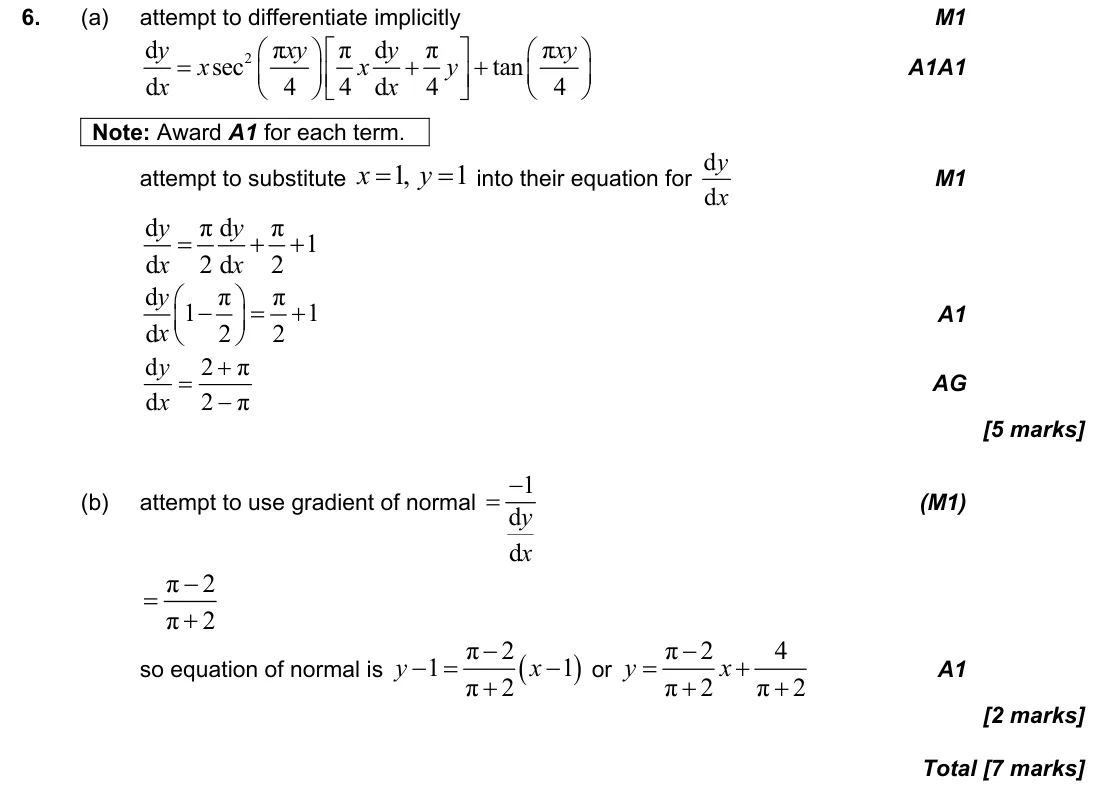 6. (a) attempt to differentiate implicitly M1
dy/dx = x sec² (πxy/4) [π/4 x dy/dx + π/4 y] + tan (πxy/4) A1A1
Note: Award A1 for each term.
attempt to substitute x = 1, y = 1 into their equation for dy/dx M1
dy/dx = π/2 dy/dx + π/2 + 1
dy/dx (1 − π/2) = π/2 + 1 A1
dy/dx = (2 + π)/(2 − π) AG
[5 marks]
(b) attempt to use gradient of normal = −1/(dy/dx) (M1)
= (π − 2)/(π + 2)
so equation of normal is y − 1 = (π − 2)/(π + 2) (x − 1) or y = (π − 2)/(π + 2) x + 4/(π + 2) A1
[2 marks]
Total [7 marks]